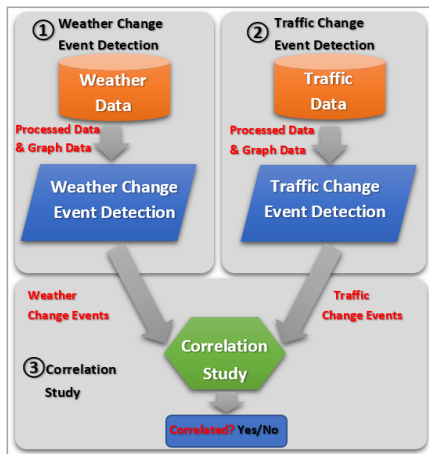 ① Weather Change
Event Detection
Weather
Data
Processed Data
& Graph Data
Weather Change
Event Detection
② Traffic Change
Event Detection
Traffic
Data
Processed Data
& Graph Data
Traffic Change
Event Detection
Weather
Change Events
Traffic
Change Events
③ Correlation
Study
Correlation
Study
Correlated? Yes/No